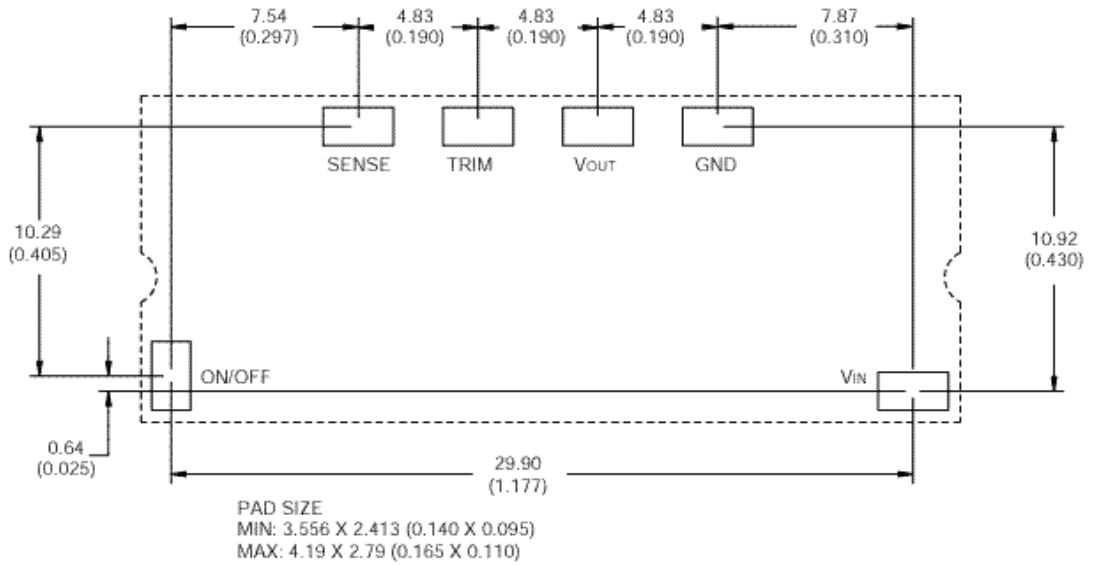 7.54
(0.297)
4.83
(0.190)
4.83
(0.190)
4.83
(0.190)
7.87
(0.310)
SENSE
TRIM
VOUT
GND
10.29
(0.405)
10.92
(0.430)
ON/OFF
VIN
0.64
(0.025)
29.90
(1.177)
PAD SIZE
MIN: 3.556 X 2.413 (0.140 X 0.095)
MAX: 4.19 X 2.79 (0.165 X 0.110)